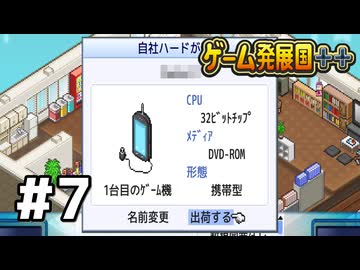 自社ハードが
ゲーム発展国++
CPU
32ﾋﾞｯﾄﾁｯﾌﾟ
メディア
DVD-ROM
形態
1台目のゲーム機
携帯型
#7
名前変更
出荷する